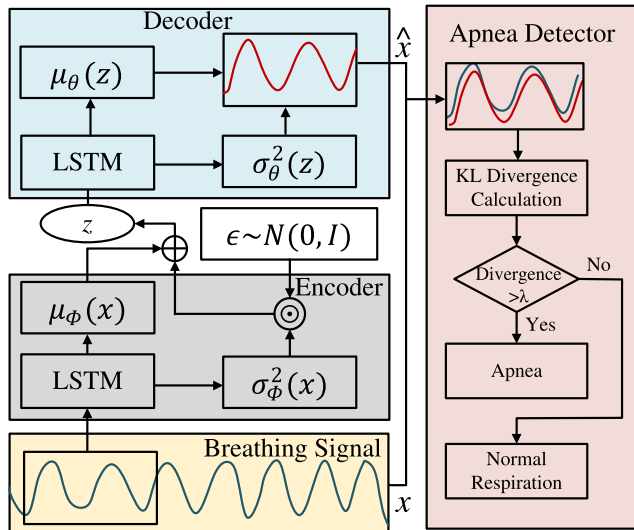 Decoder
x̂
μ_θ(z)
LSTM
σ²_θ(z)
z
ϵ~N(0, I)
Encoder
μ_Φ(x)
LSTM
σ²_Φ(x)
Breathing Signal
x
Apnea Detector
KL Divergence
Calculation
Divergence
>λ
No
Yes
Apnea
Normal
Respiration